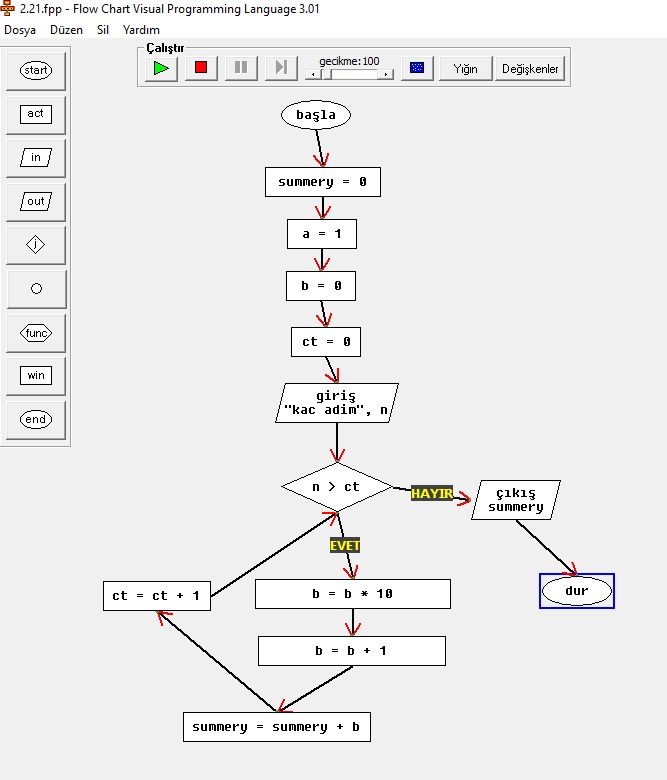 2.21.fpp - Flow Chart Visual Programming Language 3.01
Dosya Düzen Sil Yardım
Çalıştır
gecikme:100
Yığın
Değişkenler
start
act
in
out
j
func
win
end
başla
summery = 0
a = 1
b = 0
ct = 0
giriş
"kac adim", n
n > ct
HAYIR
çıkış
summery
EVET
dur
ct = ct + 1
b = b * 10
b = b + 1
summery = summery + b